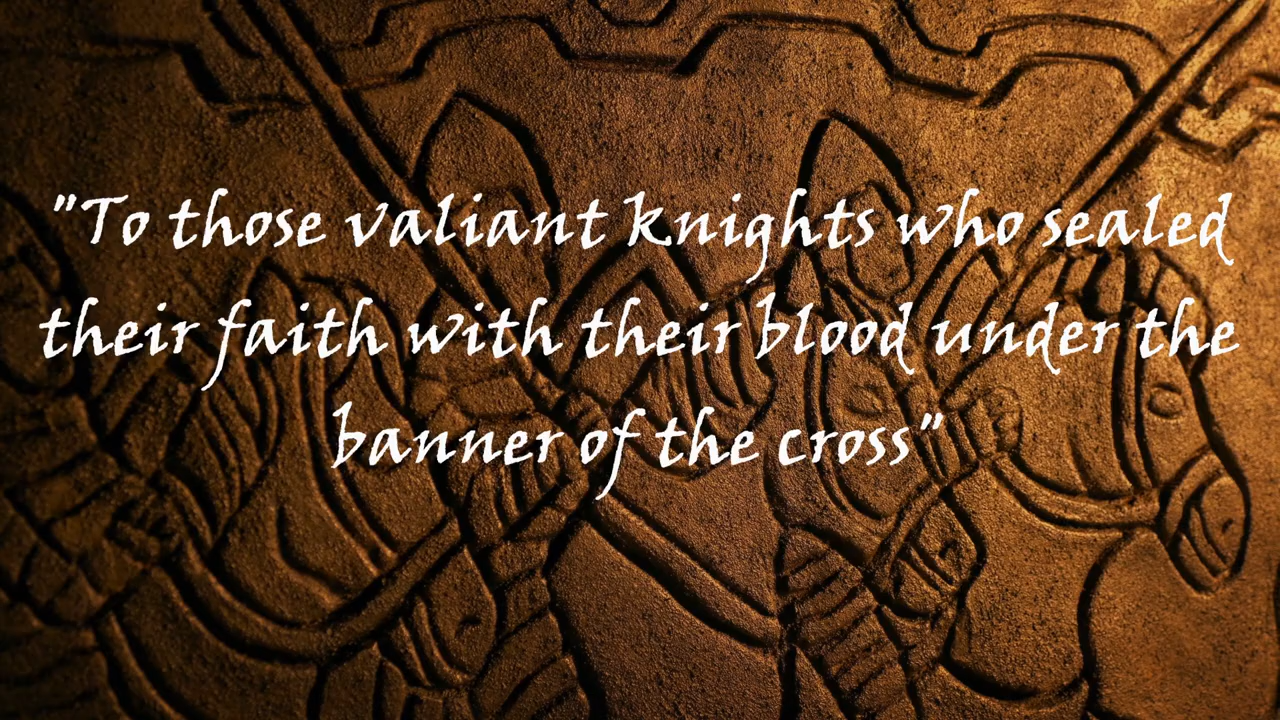 "To those valiant knights who sealed
their faith with their blood under the
banner of the cross"